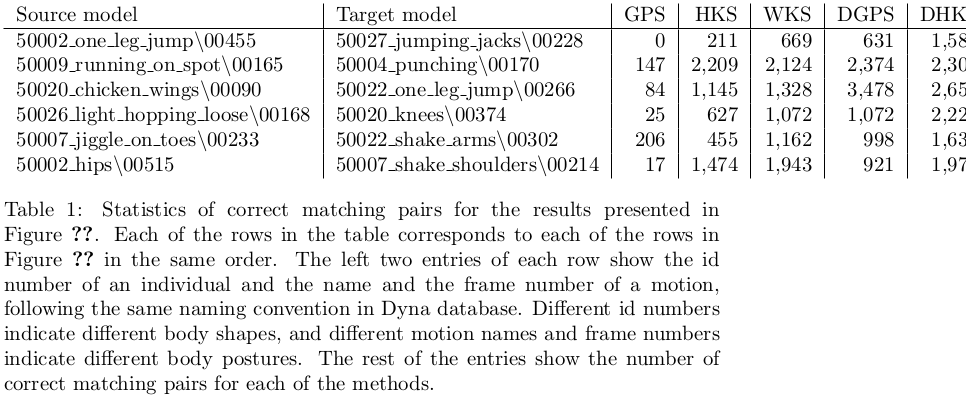 Source model Target model GPS HKS WKS DGPS DHK
50002_one_leg_jump\00455 50027_jumping_jacks\00228 0 211 669 631 1,58
50009_running_on_spot\00165 50004_punching\00170 147 2,209 2,124 2,374 2,30
50020_chicken_wings\00090 50022_one_leg_jump\00266 84 1,145 1,328 3,478 2,65
50026_light_hopping_loose\00168 50020_knees\00374 25 627 1,072 1,072 2,22
50007_jiggle_on_toes\00233 50022_shake_arms\00302 206 455 1,162 998 1,63
50002_hips\00515 50007_shake_shoulders\00214 17 1,474 1,943 921 1,97
Table 1: Statistics of correct matching pairs for the results presented in
Figure ??. Each of the rows in the table corresponds to each of the rows in
Figure ?? in the same order. The left two entries of each row show the id
number of an individual and the name and the frame number of a motion,
following the same naming convention in Dyna database. Different id numbers
indicate different body shapes, and different motion names and frame numbers
indicate different body postures. The rest of the entries show the number of
correct matching pairs for each of the methods.